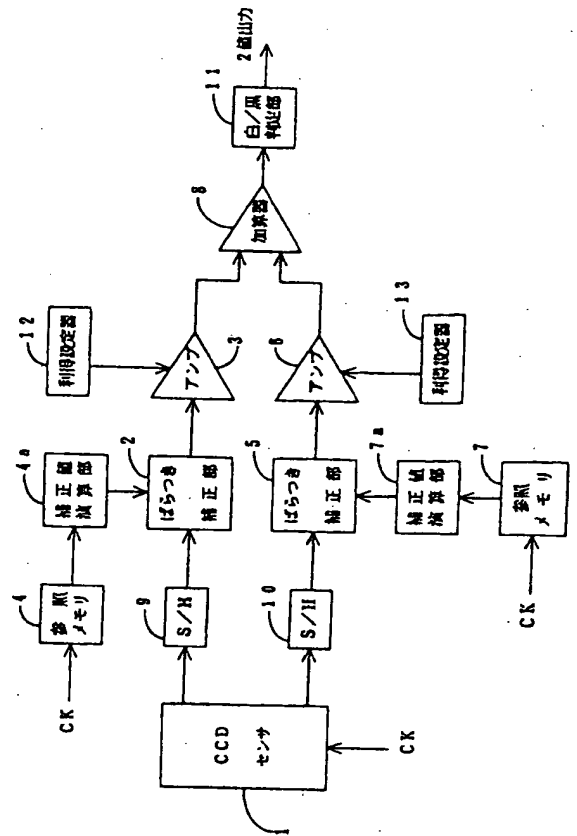 CK
4
参照
メモリ
4a
補正値
演算部
12
利得設定器
1
CCD
センサ
CK
9
S/H
2
ばらつき
補正部
3
アンプ
8
加算器
11
白/黒
判定部
2値出力
10
S/H
5
ばらつき
補正部
6
アンプ
13
利得設定器
7a
補正値
演算部
7
参照
メモリ
CK